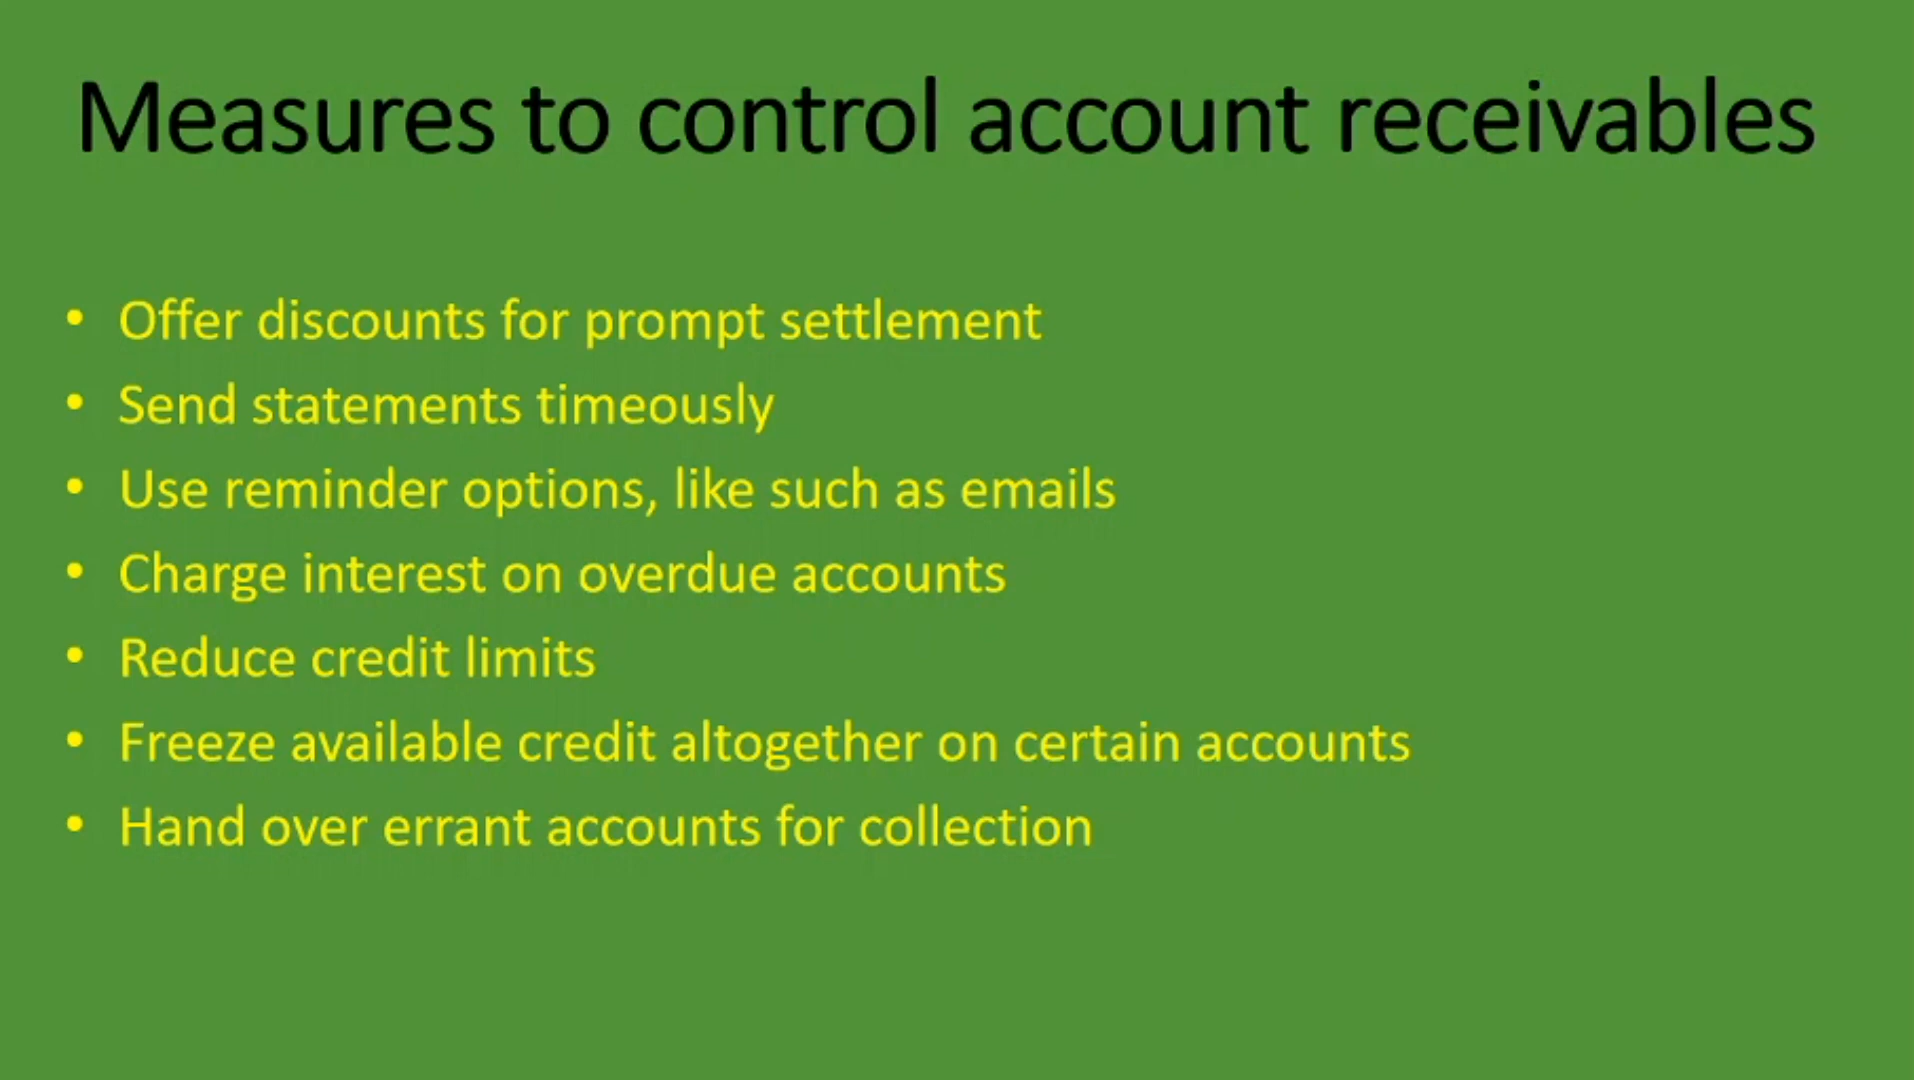 Measures to control account receivables
• Offer discounts for prompt settlement
• Send statements timeously
• Use reminder options, like such as emails
• Charge interest on overdue accounts
• Reduce credit limits
• Freeze available credit altogether on certain accounts
• Hand over errant accounts for collection